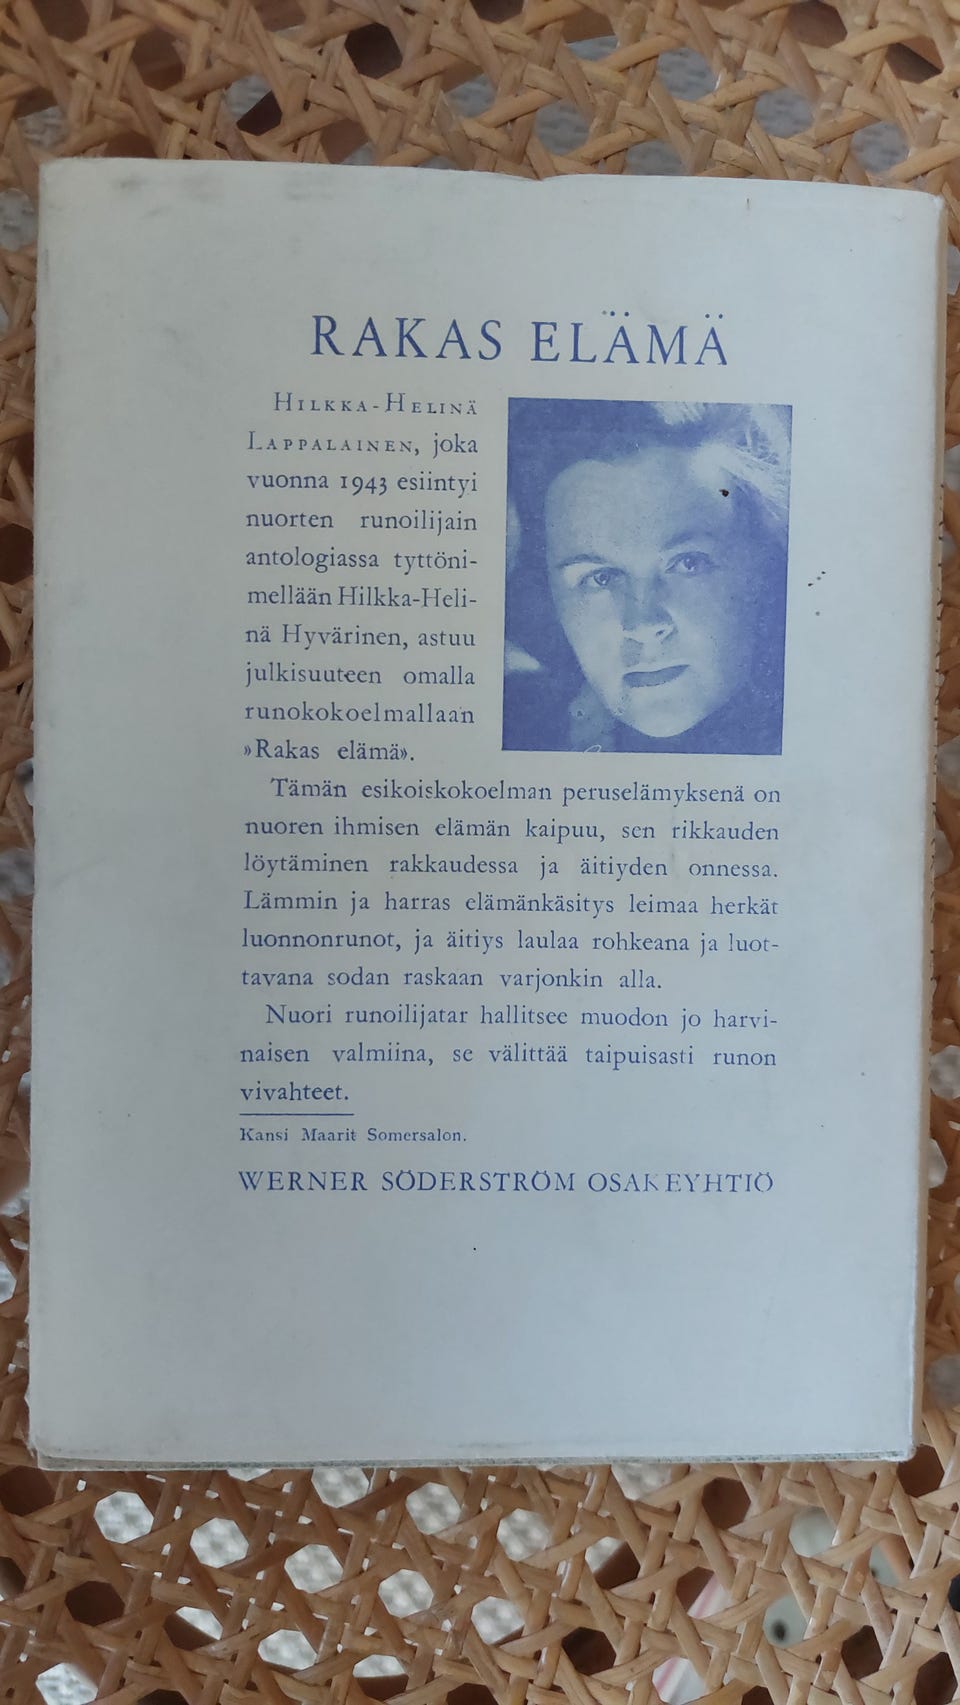 RAKAS ELÄMÄ
HILKKA-HELINÄ
LAPPALAINEN, joka
vuonna 1943 esiintyi
nuorten runoilijain
antologiassa tyttöni-
mellään Hilkka-Heli-
nä Hyvärinen, astuu
julkisuuteen omalla
runokokoelmallaan
»Rakas elämä».
Tämän esikoiskokoelman peruselämyksenä on
nuoren ihmisen elämän kaipuu, sen rikkauden
löytäminen rakkaudessa ja äitiyden onnessa.
Lämmin ja harras elämänkäsitys leimaa herkät
luonnonrunot, ja äitiys laulaa rohkeana ja luot-
tavana sodan raskaan varjonkin alla.
Nuori runoilijatar hallitsee muodon jo harvi-
naisen valmiina, se välittää taipuisasti runon
vivahteet.
Kansi Maarit Somersalon.
WERNER SÖDERSTRÖM OSAKEYHTIÖ